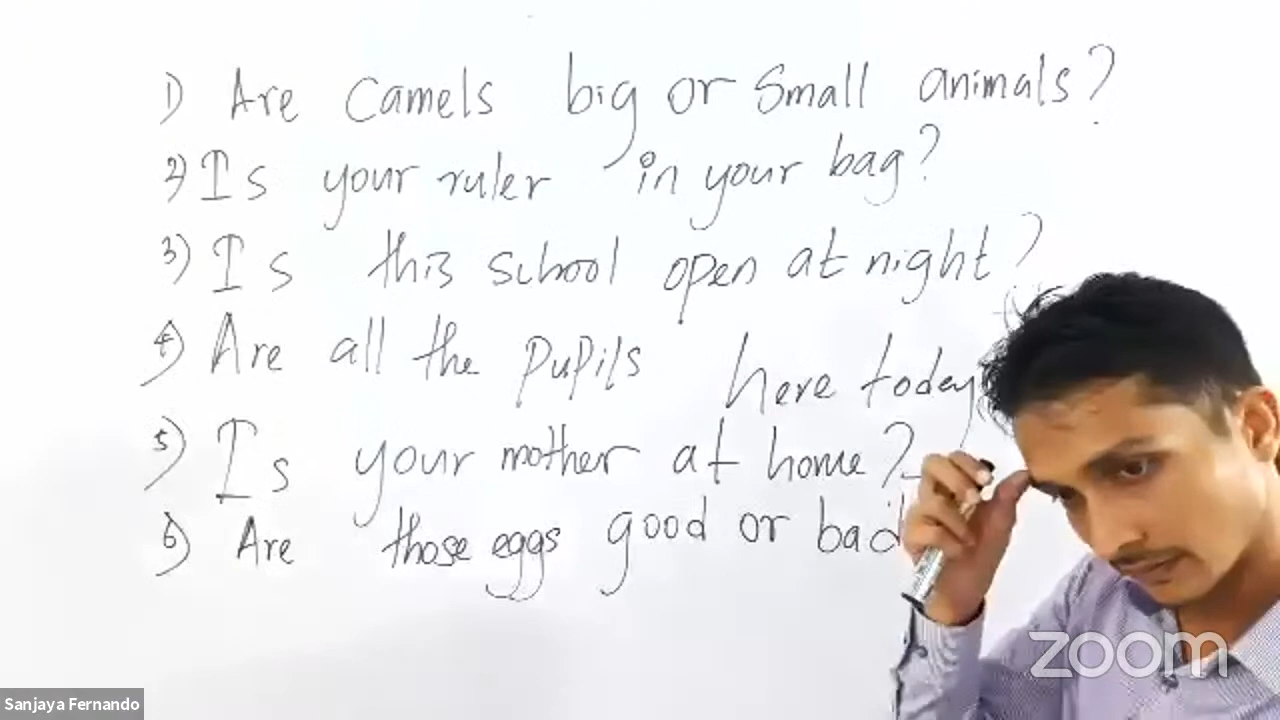 1) Are Camels big or Small animals?
2) Is your ruler in your bag?
3) Is this school open at night?
4) Are all the pupils here today
5) Is your mother at home?
6) Are those eggs good or bad
zoom
Sanjaya Fernando